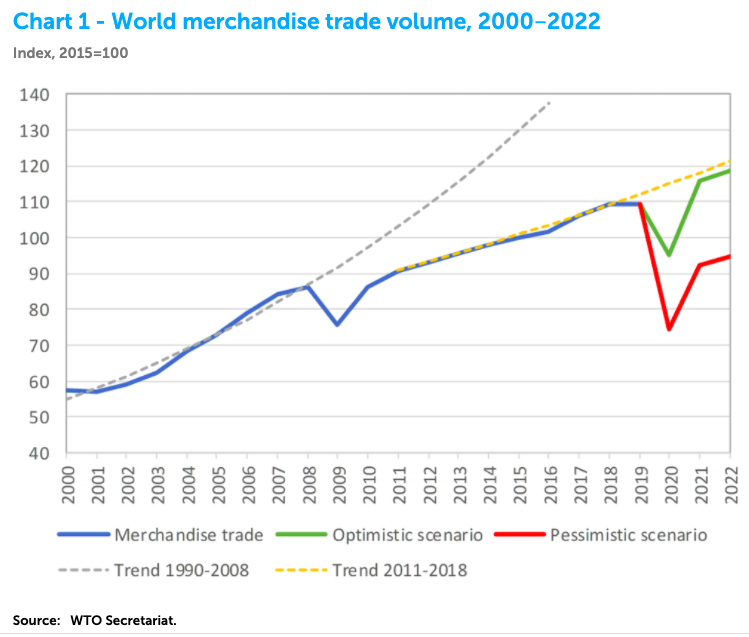 Chart 1 - World merchandise trade volume, 2000–2022
Index, 2015=100
140
130
120
110
100
90
80
70
60
50
40
2000 2001 2002 2003 2004 2005 2006 2007 2008 2009 2010 2011 2012 2013 2014 2015 2016 2017 2018 2019 2020 2021 2022
Merchandise trade Optimistic scenario Pessimistic scenario
Trend 1990-2008 Trend 2011-2018
Source: WTO Secretariat.